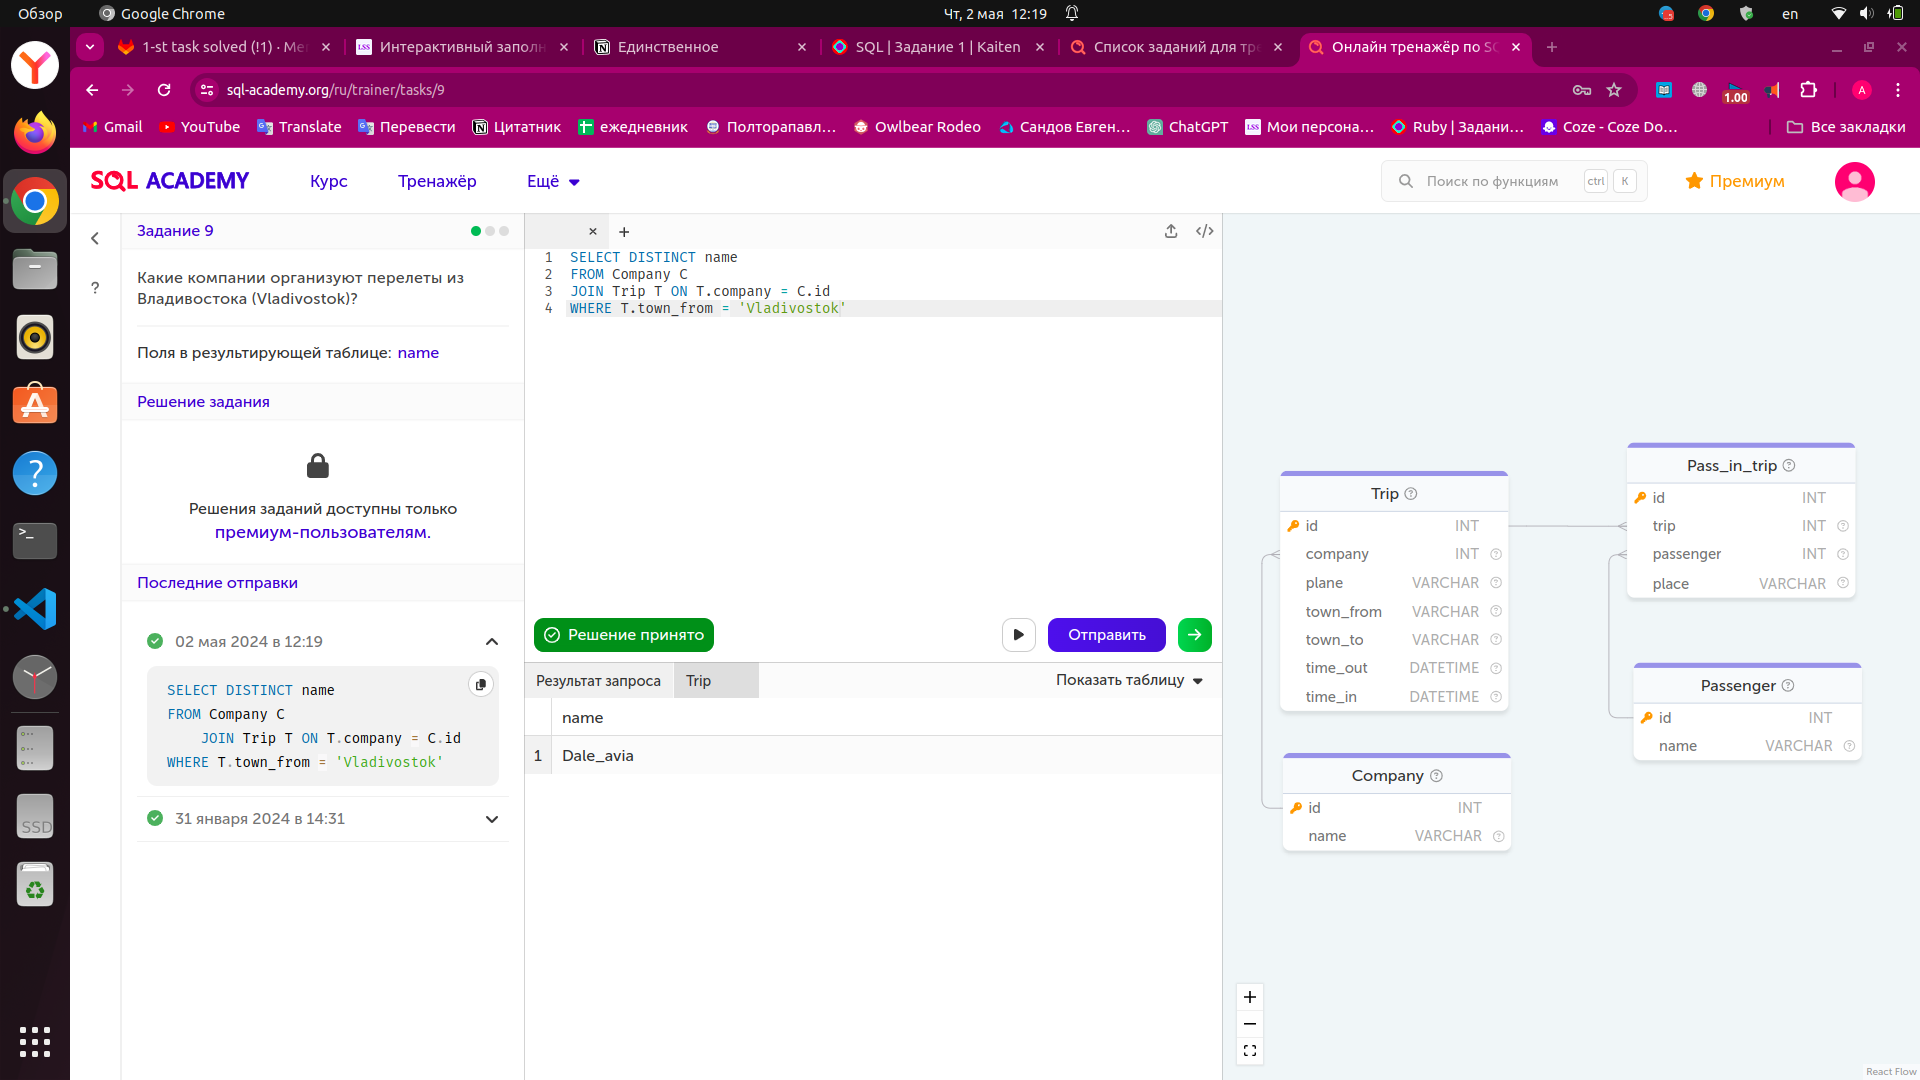 Обзор
Google Chrome
Чт, 2 мая 12:19
en
1-st task solved (!1) · Me
Интерактивный заполн
Единственное
SQL | Задание 1 | Kaiten
Список заданий для тре
Онлайн тренажёр по SQ
sql-academy.org/ru/trainer/tasks/9
1.00
A
Gmail
YouTube
Translate
Перевести
Цитатник
ежедневник
Полторапавл…
Owlbear Rodeo
Сандов Евген…
ChatGPT
LSS Мои персона…
Ruby | Задани…
Coze - Coze Do…
Все закладки
SQL ACADEMY
Курс
Тренажёр
Ещё
Поиск по функциям
ctrl
K
Премиум
Задание 9
?
Какие компании организуют перелеты из
Владивостока (Vladivostok)?
Поля в результирующей таблице: name
Решение задания
Решения заданий доступны только
премиум-пользователям.
Последние отправки
02 мая 2024 в 12:19
SELECT DISTINCT name
FROM Company C
JOIN Trip T ON T.company = C.id
WHERE T.town_from = 'Vladivostok'
31 января 2024 в 14:31
1 SELECT DISTINCT name
2 FROM Company C
3 JOIN Trip T ON T.company = C.id
4 WHERE T.town_from = 'Vladivostok'
Решение принято
Отправить
Результат запроса
Trip
Показать таблицу
name
1 Dale_avia
Trip
id INT
company INT
plane VARCHAR
town_from VARCHAR
town_to VARCHAR
time_out DATETIME
time_in DATETIME
Company
id INT
name VARCHAR
Pass_in_trip
id INT
trip INT
passenger INT
place VARCHAR
Passenger
id INT
name VARCHAR
React Flow
SSD